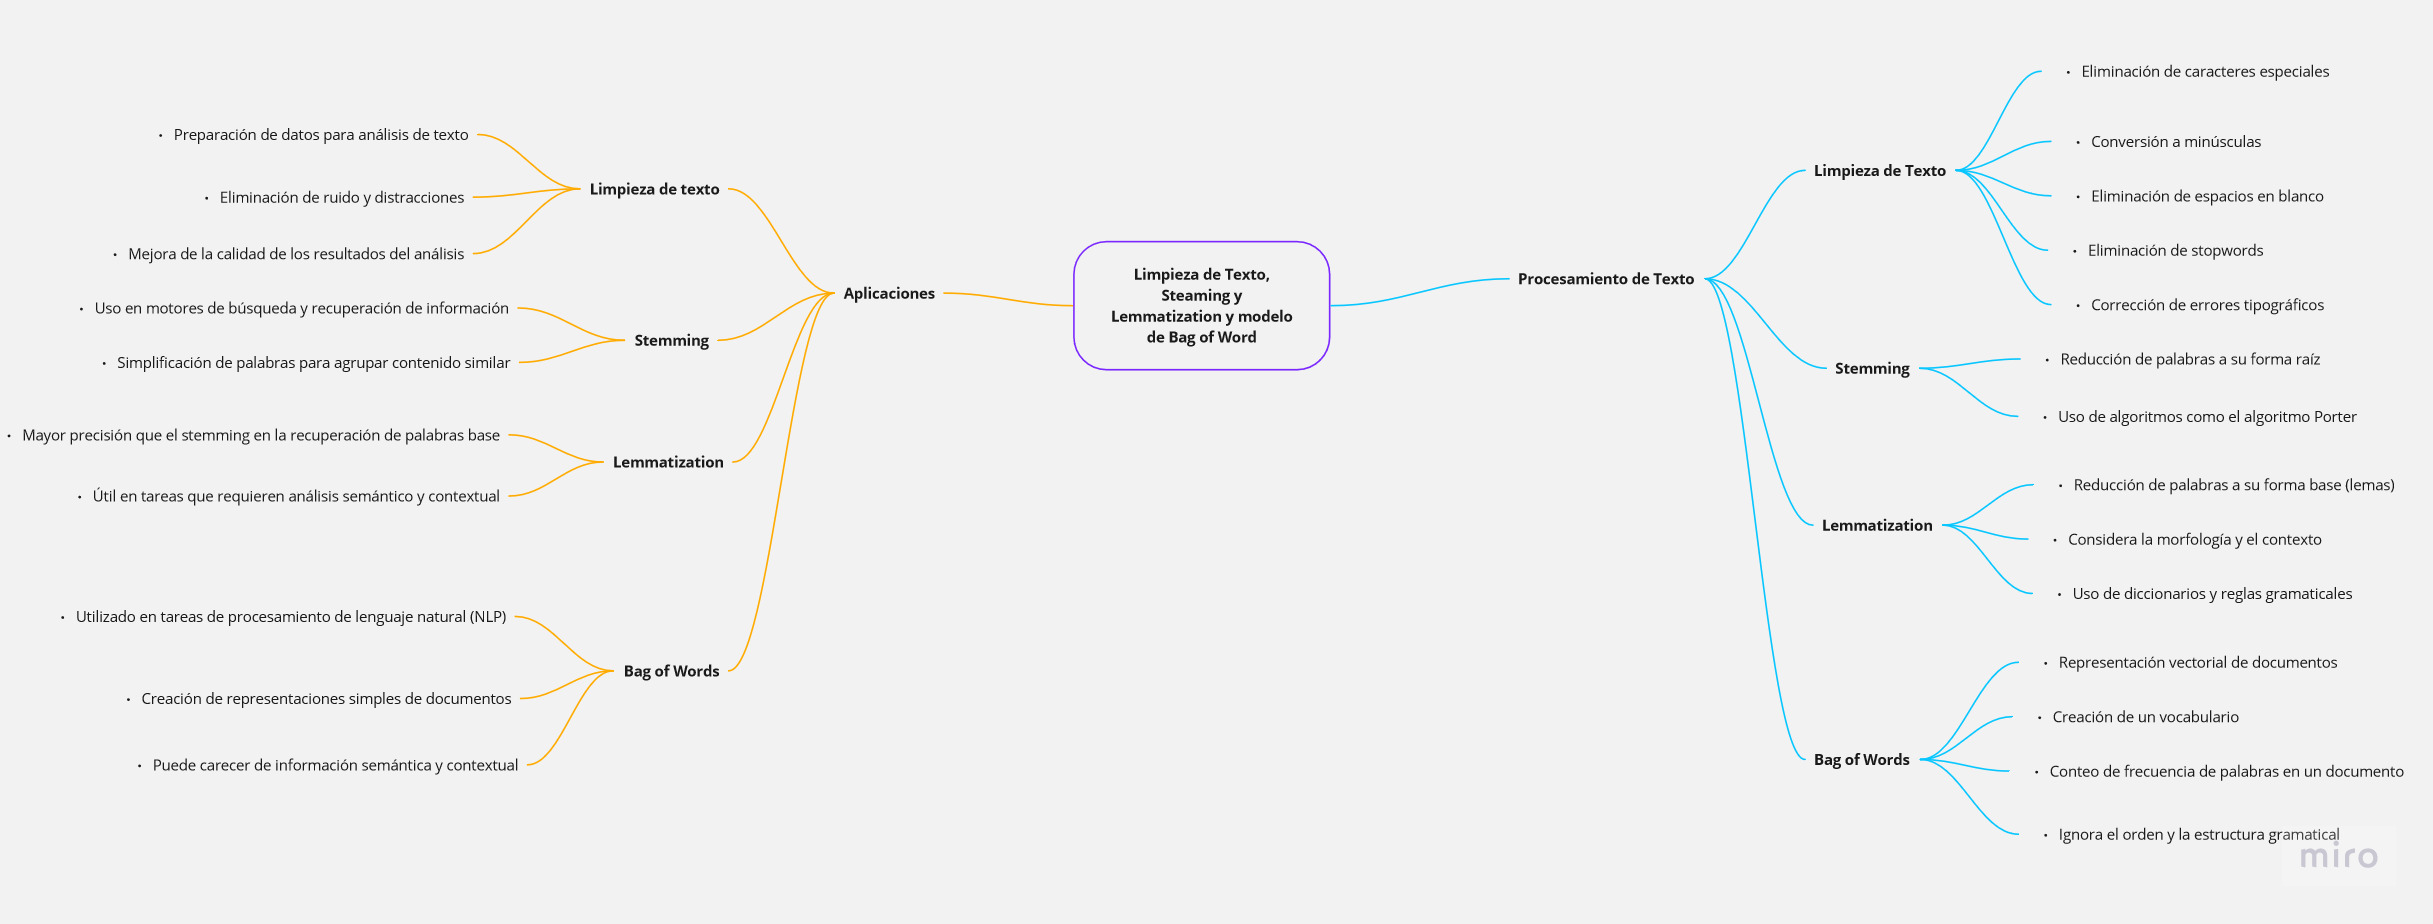 Limpieza de Texto,
Steaming y
Lemmatization y modelo
de Bag of Word
Aplicaciones
Limpieza de texto
• Preparación de datos para análisis de texto
• Eliminación de ruido y distracciones
• Mejora de la calidad de los resultados del análisis
Stemming
• Uso en motores de búsqueda y recuperación de información
• Simplificación de palabras para agrupar contenido similar
Lemmatization
• Mayor precisión que el stemming en la recuperación de palabras base
• Útil en tareas que requieren análisis semántico y contextual
Bag of Words
• Utilizado en tareas de procesamiento de lenguaje natural (NLP)
• Creación de representaciones simples de documentos
• Puede carecer de información semántica y contextual
Procesamiento de Texto
Limpieza de Texto
• Eliminación de caracteres especiales
• Conversión a minúsculas
• Eliminación de espacios en blanco
• Eliminación de stopwords
• Corrección de errores tipográficos
Stemming
• Reducción de palabras a su forma raíz
• Uso de algoritmos como el algoritmo Porter
Lemmatization
• Reducción de palabras a su forma base (lemas)
• Considera la morfología y el contexto
• Uso de diccionarios y reglas gramaticales
Bag of Words
• Representación vectorial de documentos
• Creación de un vocabulario
• Conteo de frecuencia de palabras en un documento
• Ignora el orden y la estructura gramatical
miro